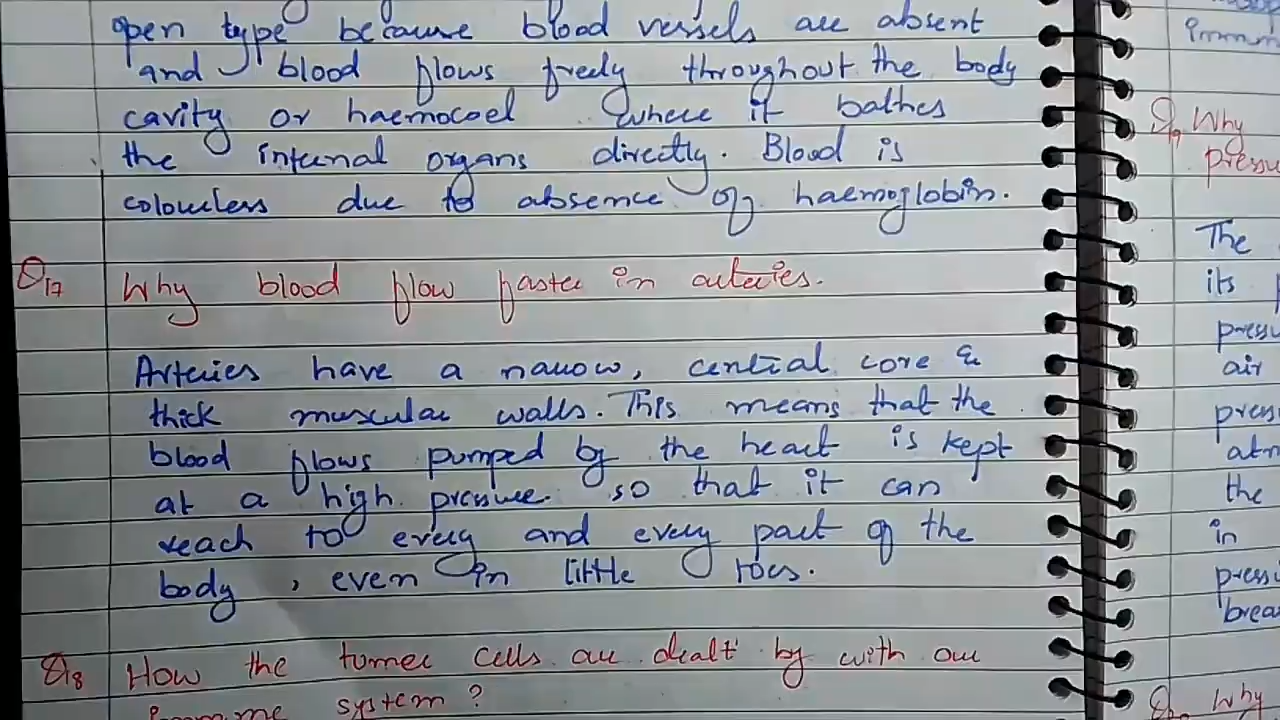 open type because blood vessels are absent
and blood flows freely throughout the body
cavity or haemocoel where it bathes
the internal organs directly. Blood is
colourless due to absence of haemoglobin.
Q17 Why blood flow faster in arteries.
Arteries have a narrow, central core &
thick muscular walls. This means that the
blood flows pumped by the heart is kept
at a high pressure. so that it can
reach to every and every part of the
body, even in little toes.
Q18 How the tumer cells are dealt by with our
immune system?
Why
The
its
air
the
in
Why